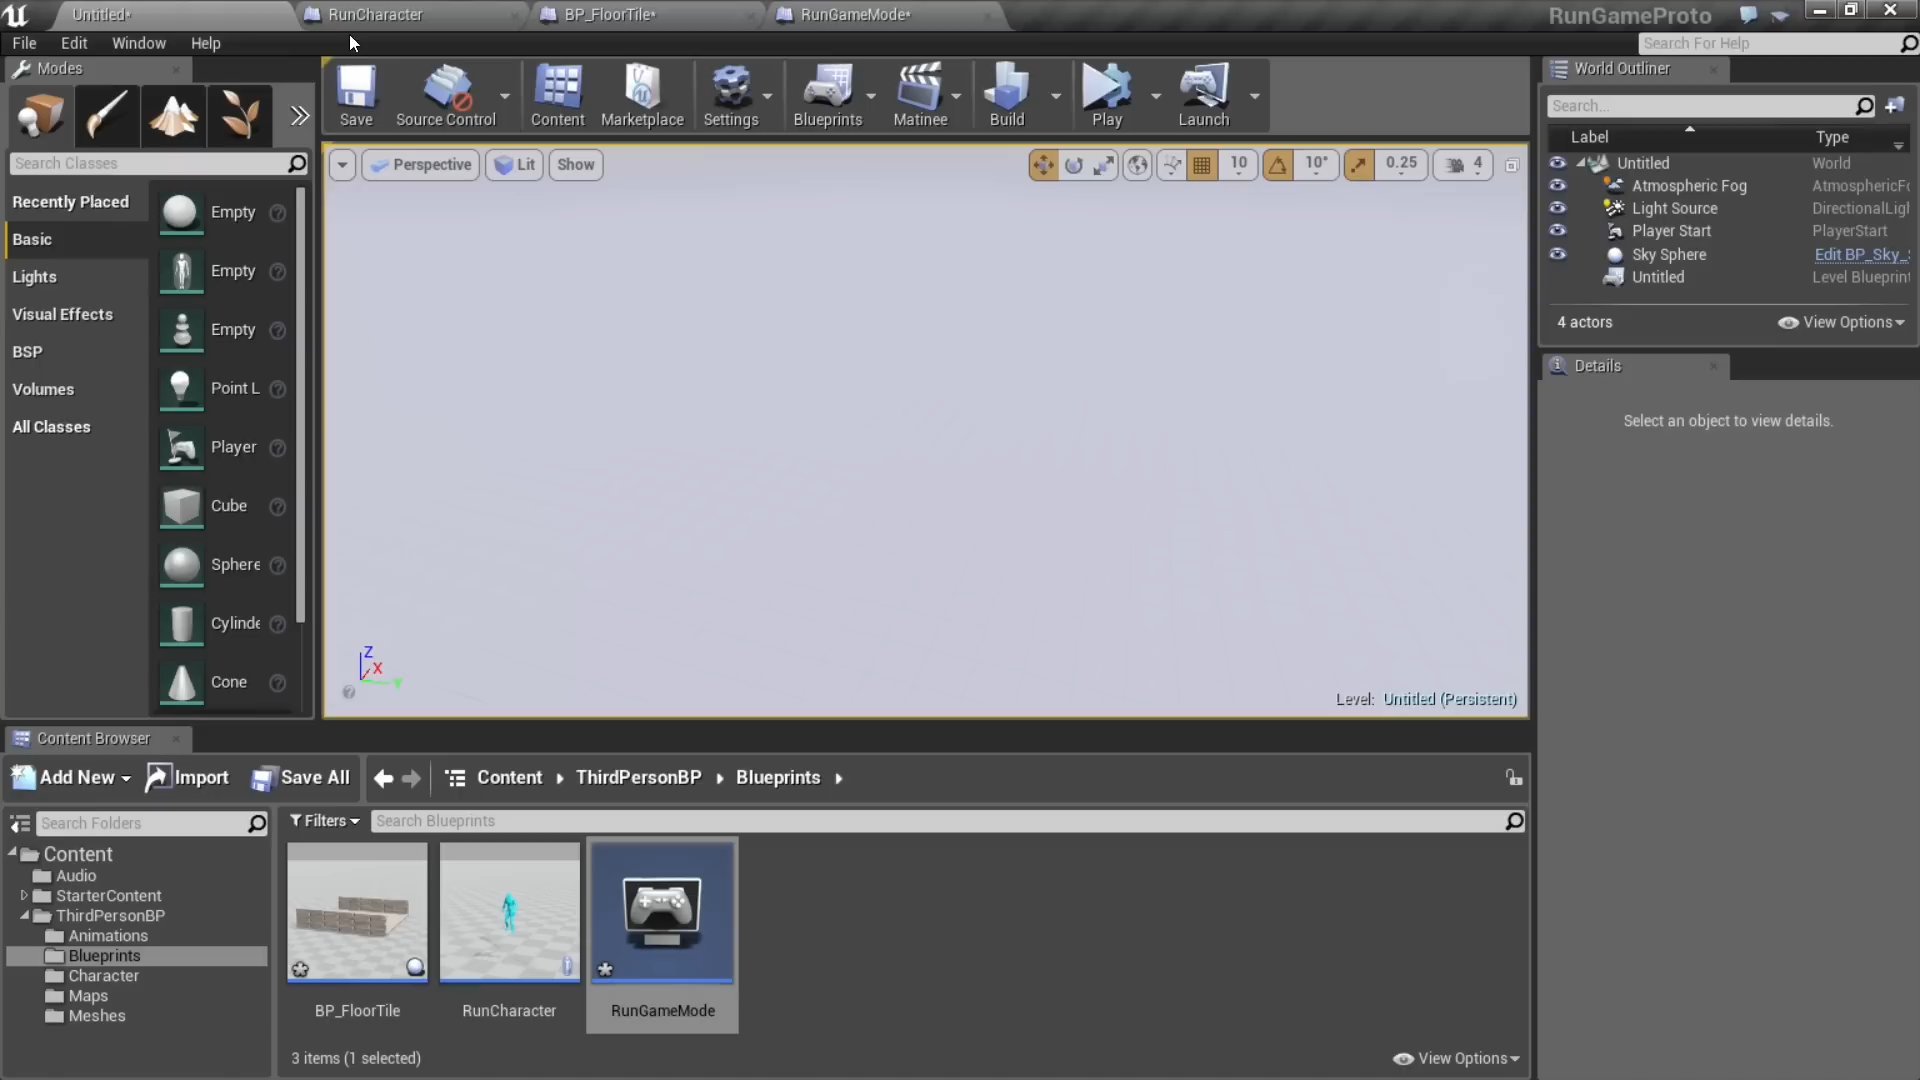 Untitled*
RunCharacter
BP_FloorTile*
RunGameMode*
RunGameProto
File Edit Window Help
Search For Help
Modes
Save
Source Control
Content
Marketplace
Settings
Blueprints
Matinee
Build
Play
Launch
Search Classes
Recently Placed
Basic
Lights
Visual Effects
BSP
Volumes
All Classes
Empty
Empty
Empty
Point L
Player
Cube
Sphere
Cylinde
Cone
Perspective
Lit
Show
10
10°
0.25
4
Z
X
Y
Level: Untitled (Persistent)
World Outliner
Search...
Label Type
Untitled World
Atmospheric Fog AtmosphericFo
Light Source DirectionalLigh
Player Start PlayerStart
Sky Sphere Edit BP_Sky_S
Untitled Level Blueprint
4 actors View Options
Details
Select an object to view details.
Content Browser
Add New Import Save All Content ThirdPersonBP Blueprints
Search Folders
Filters Search Blueprints
Content
Audio
StarterContent
ThirdPersonBP
Animations
Blueprints
Character
Maps
Meshes
BP_FloorTile
RunCharacter
RunGameMode
3 items (1 selected) View Options